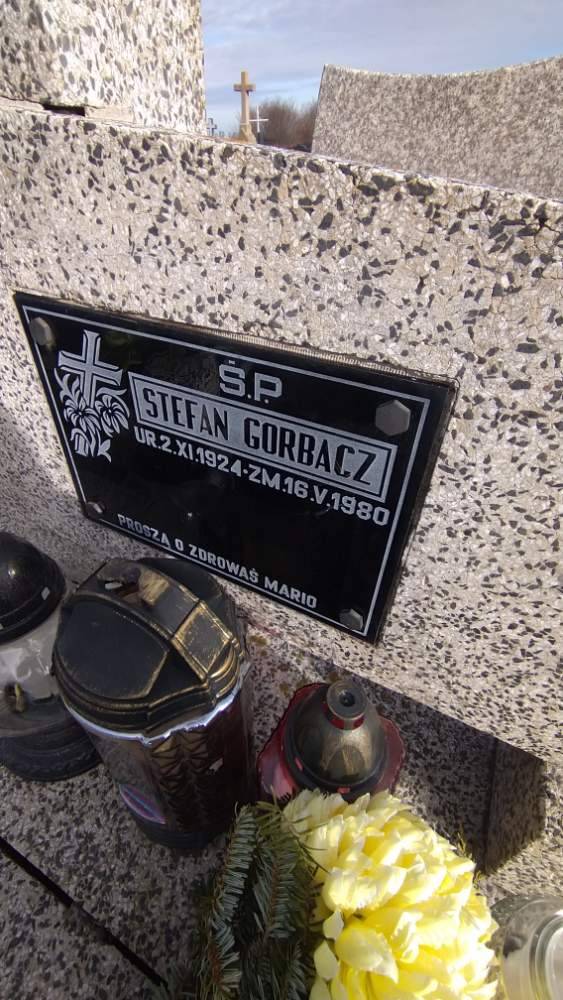 Ś.P.
STEFAN GORBACZ
UR.2.XI.1924-ZM.16.V.1980
PROSZĄ O ZDROWAŚ MARIO